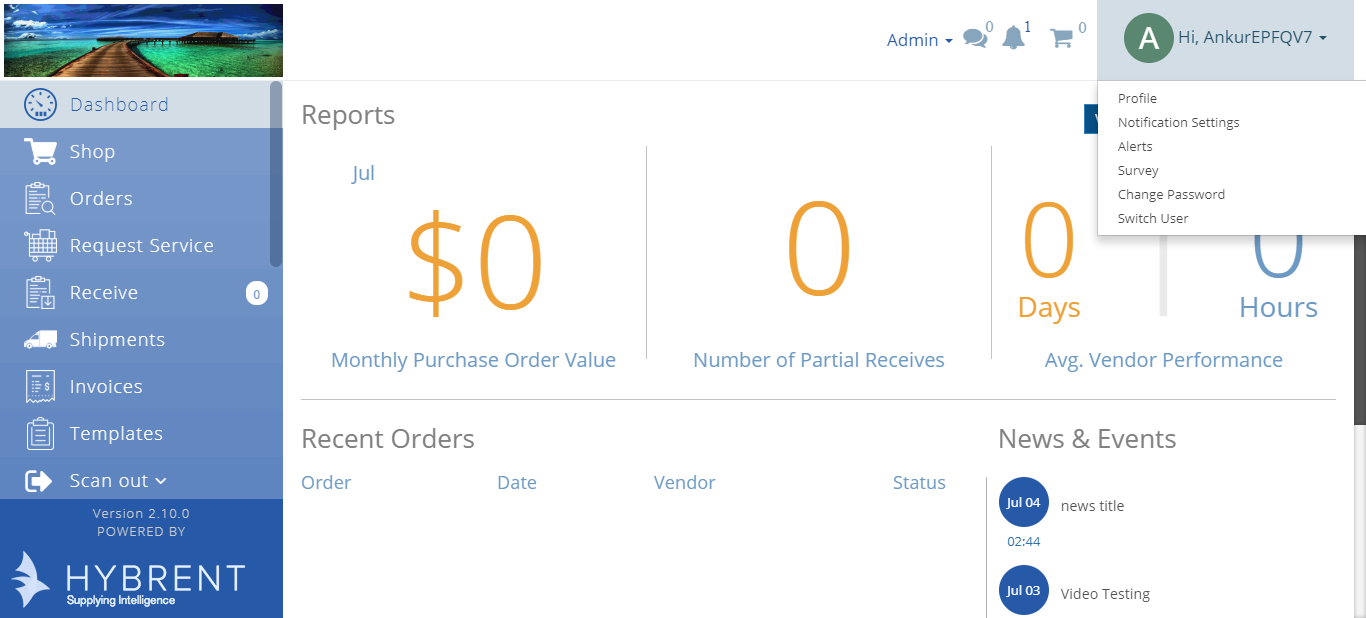 Admin
0
1
0
A
Hi, AnkurEPFQV7
Profile
Notification Settings
Alerts
Survey
Change Password
Switch User
Dashboard
Shop
Orders
Request Service
Receive
0
Shipments
Invoices
Templates
Scan out
Version 2.10.0
POWERED BY
HYBRENT
Supplying Intelligence
Reports
Jul
$0
Monthly Purchase Order Value
0
Number of Partial Receives
0
Days
0
Hours
Avg. Vendor Performance
Recent Orders
Order Date Vendor Status
News & Events
Jul 04
news title
02:44
Jul 03
Video Testing